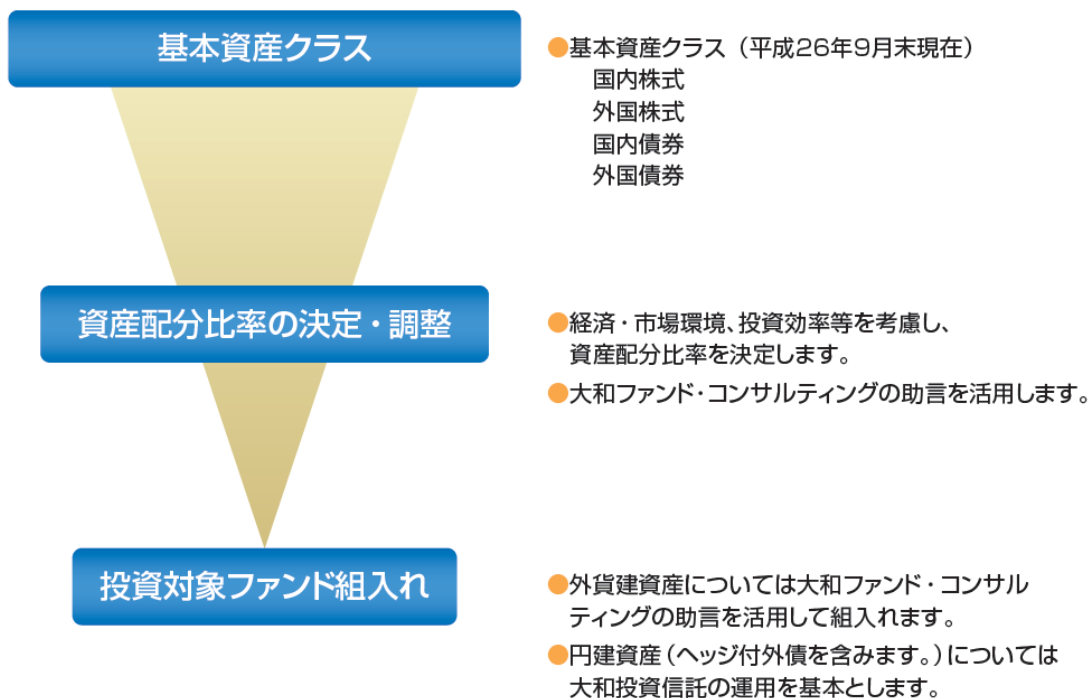 基本資産クラス
●基本資産クラス（平成26年9月末現在）
国内株式
外国株式
国内債券
外国債券
資産配分比率の決定・調整
●経済・市場環境、投資効率等を考慮し、
資産配分比率を決定します。
●大和ファンド・コンサルティングの助言を活用します。
投資対象ファンド組入れ
●外貨建資産については大和ファンド・コンサル
ティングの助言を活用して組入れます。
●円建資産（ヘッジ付外債を含みます。）については
大和投資信託の運用を基本とします。